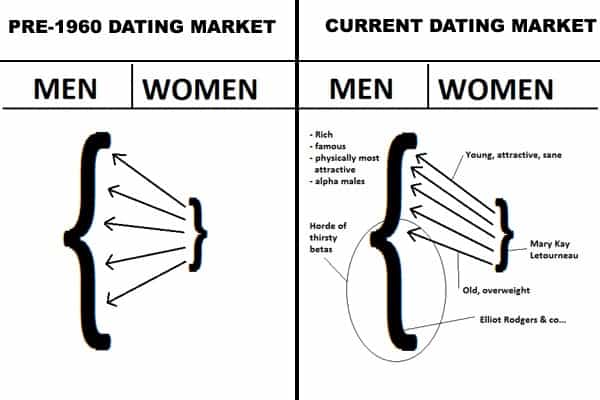 PRE-1960 DATING MARKET
MEN
WOMEN
CURRENT DATING MARKET
MEN
WOMEN
- Rich
- famous
- physically most
attractive
- alpha males
Young, attractive, sane
Horde of
thirsty
betas
Mary Kay
Letourneau
Old, overweight
Elliot Rodgers & co...